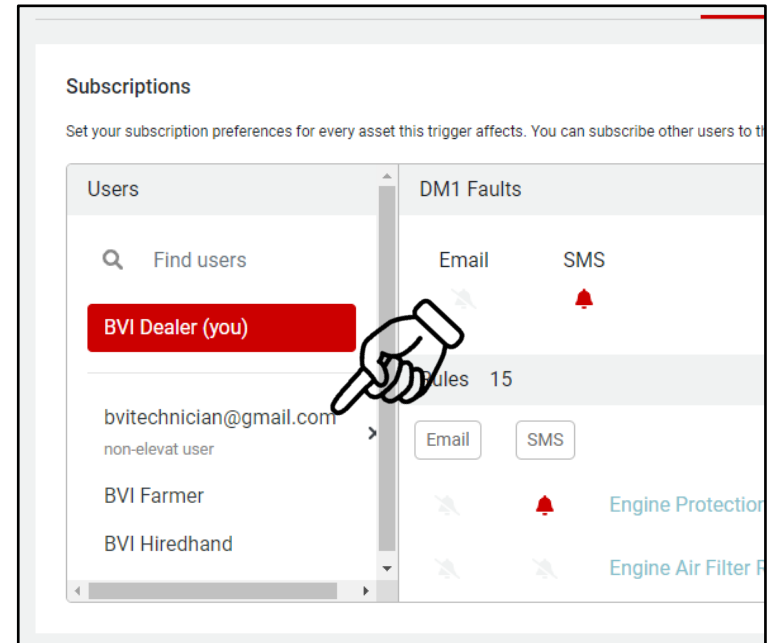 Subscriptions
Set your subscription preferences for every asset this trigger affects. You can subscribe other users to
Users
Find users
BVI Dealer (you)
bvitechnician@gmail.com
non-elevat user
BVI Farmer
BVI Hiredhand
DM1 Faults
Email SMS
Rules 15
Email SMS
Engine Protection
Engine Air Filter